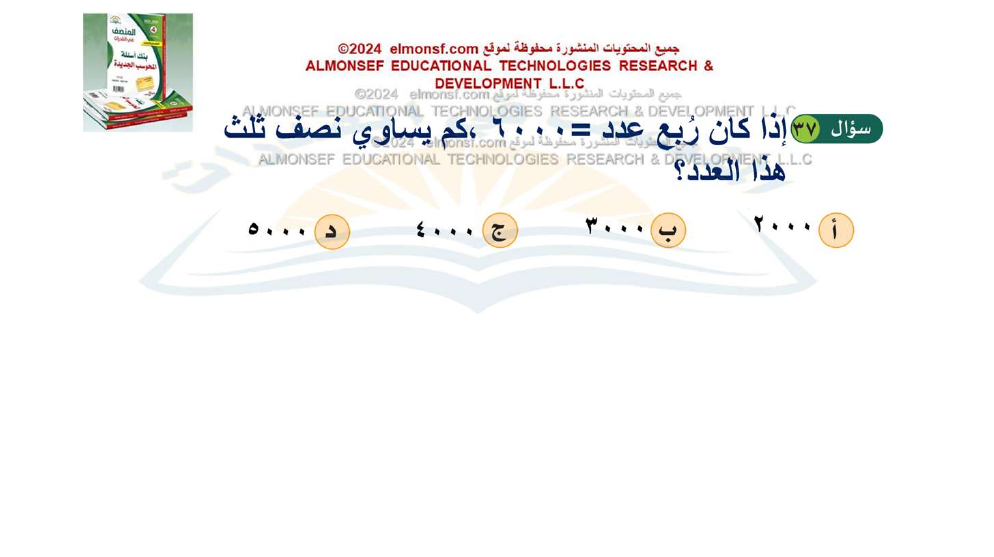 المنصف
في القدرات
بنك أسئلة
المحوسب الجديدة
جميع المحتويات المنشورة محفوظة لموقع elmonsf.com ©2024
ALMONSEF EDUCATIONAL TECHNOLOGIES RESEARCH &
DEVELOPMENT L.L.C
جميع المحتويات المنشورة محفوظة لموقع elmonsf.com ©2024
ALMONSEF EDUCATIONAL TECHNOLOGIES RESEARCH & DEVELOPMENT L.L.C
سؤال ٣٧ إذا كان رُبع عدد = ٦٠٠٠ ،كم يساوي نصف ثلث
جميع المحتويات المنشورة محفوظة لموقع elmonsf.com ©2024
ALMONSEF EDUCATIONAL TECHNOLOGIES RESEARCH & DEVELOPMENT L.L.C
هذا العدد؟
أ ٢٠٠٠ ب ٣٠٠٠ ج ٤٠٠٠ د ٥٠٠٠